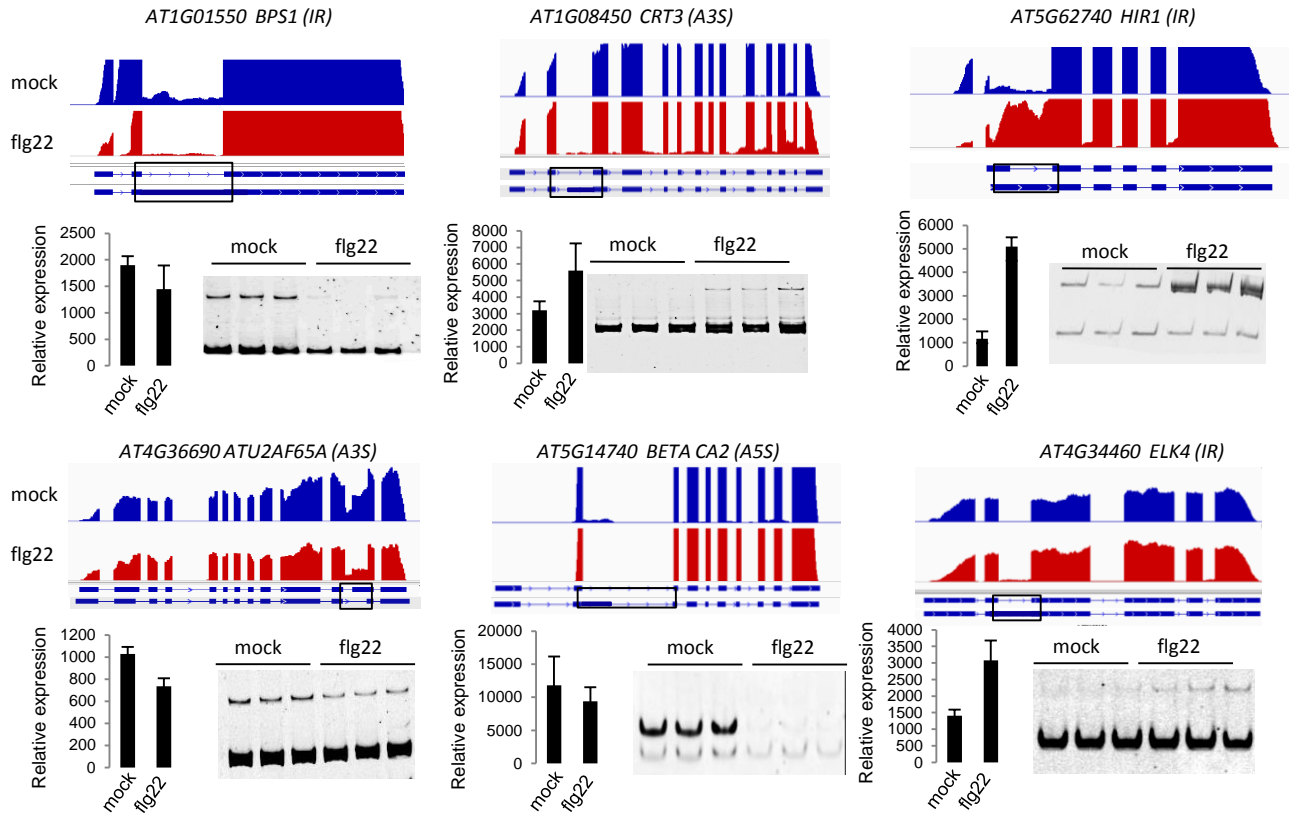 AT1G01550 BPS1 (IR)
AT1G08450 CRT3 (A3S)
AT5G62740 HIR1 (IR)
mock
flg22
Relative expression
2500
2000
1500
1000
500
0
mock
flg22
mock flg22
Relative expression
8000
7000
6000
5000
4000
3000
2000
1000
0
mock
flg22
mock flg22
Relative expression
6000
5000
4000
3000
2000
1000
0
mock
flg22
mock flg22
AT4G36690 ATU2AF65A (A3S)
AT5G14740 BETA CA2 (A5S)
AT4G34460 ELK4 (IR)
mock
flg22
Relative expression
1200
1000
800
600
400
200
0
mock
flg22
mock flg22
Relative expression
20000
15000
10000
5000
0
mock
flg22
mock flg22
Relative expression
4000
3500
3000
2500
2000
1500
1000
500
0
mock
flg22
mock flg22